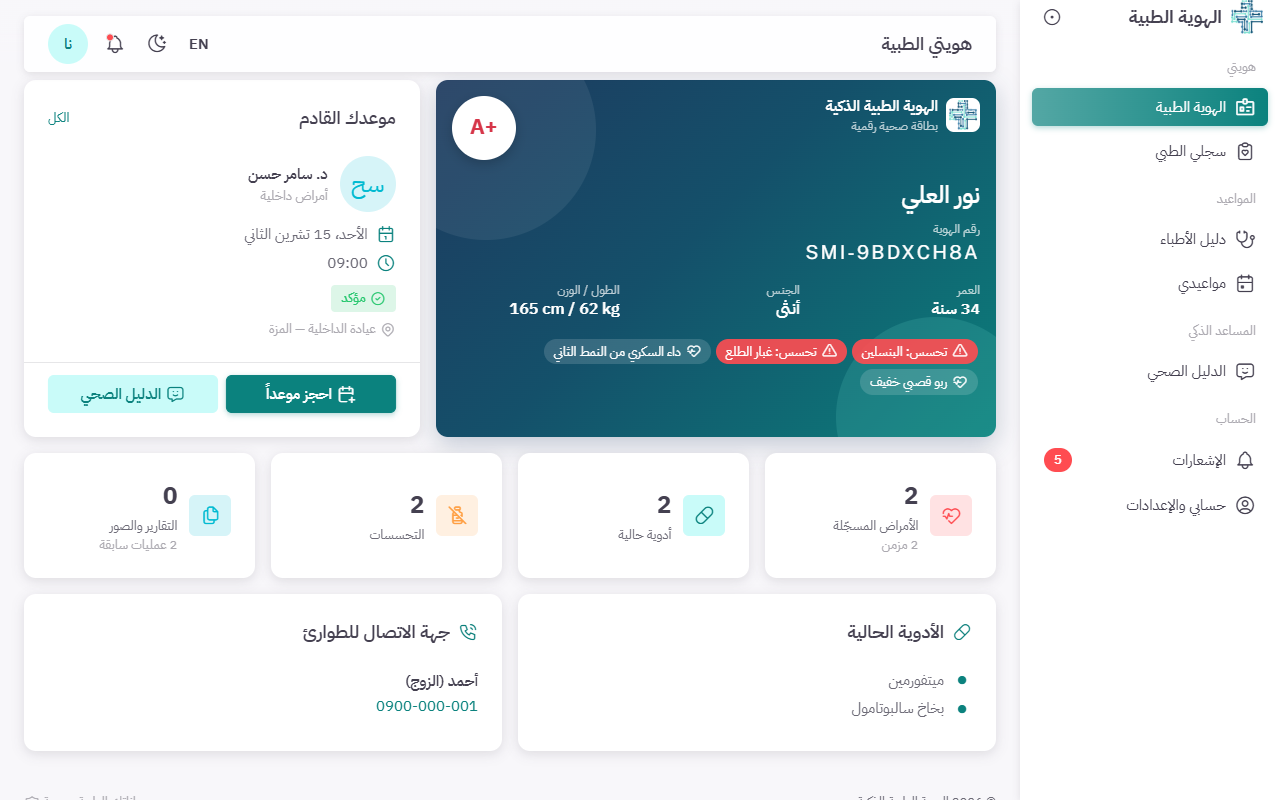 الهوية الطبية
هويتي
الهوية الطبية
سجلي الطبي
المواعيد
دليل الأطباء
مواعيدي
المساعد الذكي
الدليل الصحي
الحساب
الإشعارات
5
حسابي والإعدادات
هويتي الطبية
EN
نا
الهوية الطبية الذكية
بطاقة صحية رقمية
A+
نور العلي
رقم الهوية
SMI-9BDXCH8A
العمر
34 سنة
الجنس
أنثى
الطول / الوزن
165 cm / 62 kg
تحسس: البنسلين
تحسس: غبار الطلع
داء السكري من النمط الثاني
ربو قصبي خفيف
موعدك القادم
الكل
سح
د. سامر حسن
أمراض داخلية
الأحد، 15 تشرين الثاني
09:00
مؤكد
عيادة الداخلية — المزة
احجز موعداً
الدليل الصحي
2
الأمراض المسجّلة
2 مزمن
2
أدوية حالية
2
التحسسات
0
التقارير والصور
2 عمليات سابقة
الأدوية الحالية
ميتفورمين
بخاخ سالبوتامول
جهة الاتصال للطوارئ
أحمد (الزوج)
0900-000-001